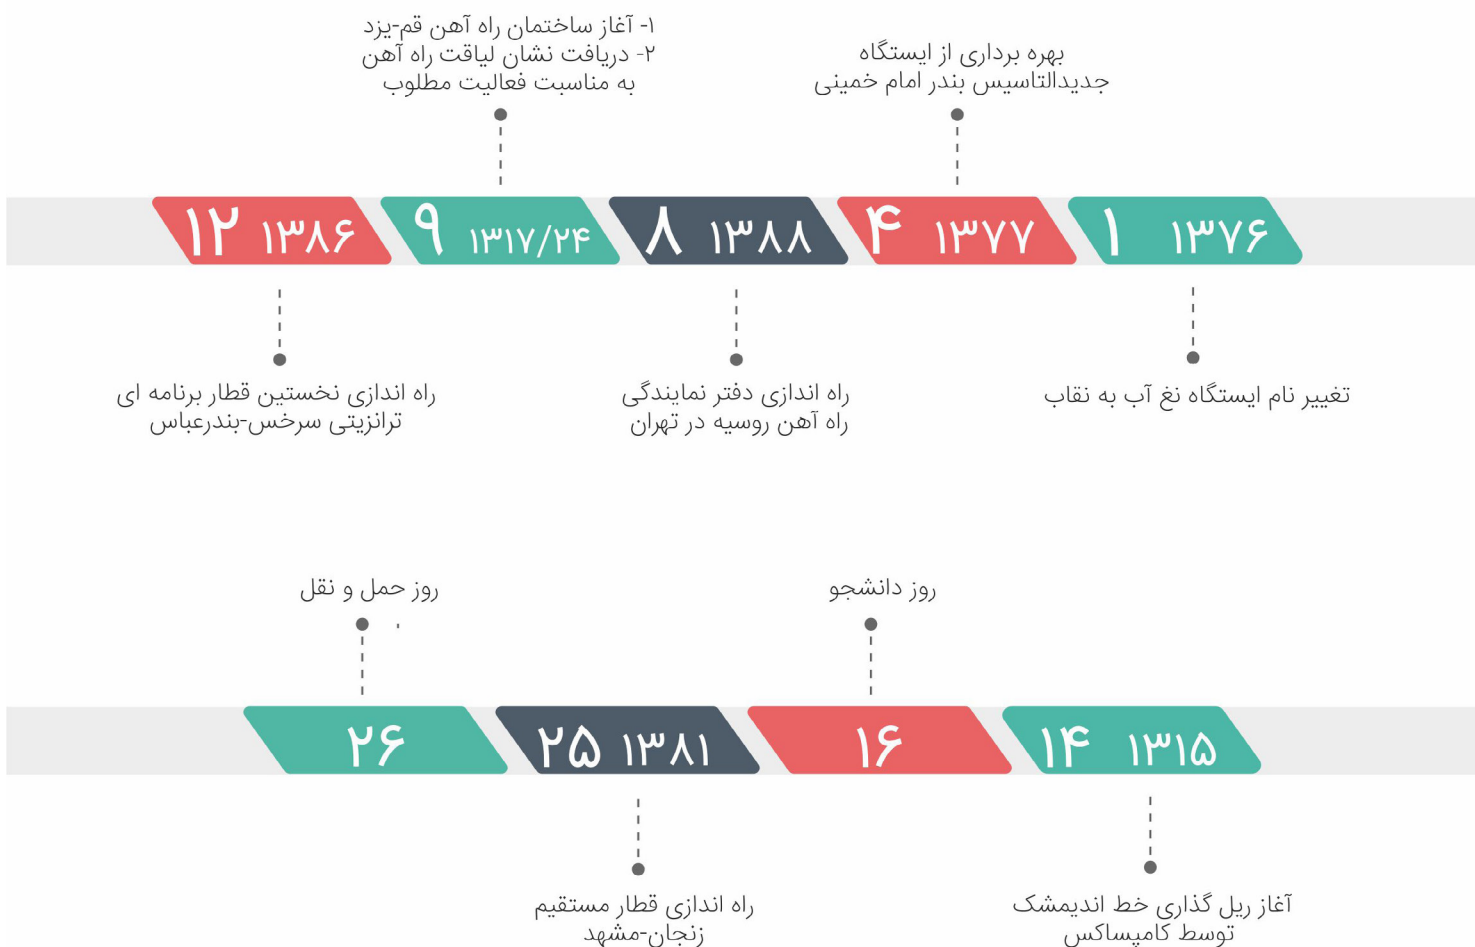 ۱ ۱۳۷۶
تغییر نام ایستگاه نغ آب به نقاب
بهره برداری از ایستگاه
جدیدالتاسیس بندر امام خمینی
۴ ۱۳۷۷
۸ ۱۳۸۸
راه اندازی دفتر نمایندگی
راه آهن روسیه در تهران
۱- آغاز ساختمان راه آهن قم-یزد
۲- دریافت نشان لیاقت راه آهن
به مناسبت فعالیت مطلوب
۹ ۱۳۱۷/۲۴
۱۲ ۱۳۸۶
راه اندازی نخستین قطار برنامه ای
ترانزیتی سرخس-بندرعباس
۱۴ ۱۳۱۵
آغاز ریل گذاری خط اندیمشک
توسط کامپساکس
روز دانشجو
۱۶
۲۵ ۱۳۸۱
راه اندازی قطار مستقیم
زنجان-مشهد
روز حمل و نقل
۲۶